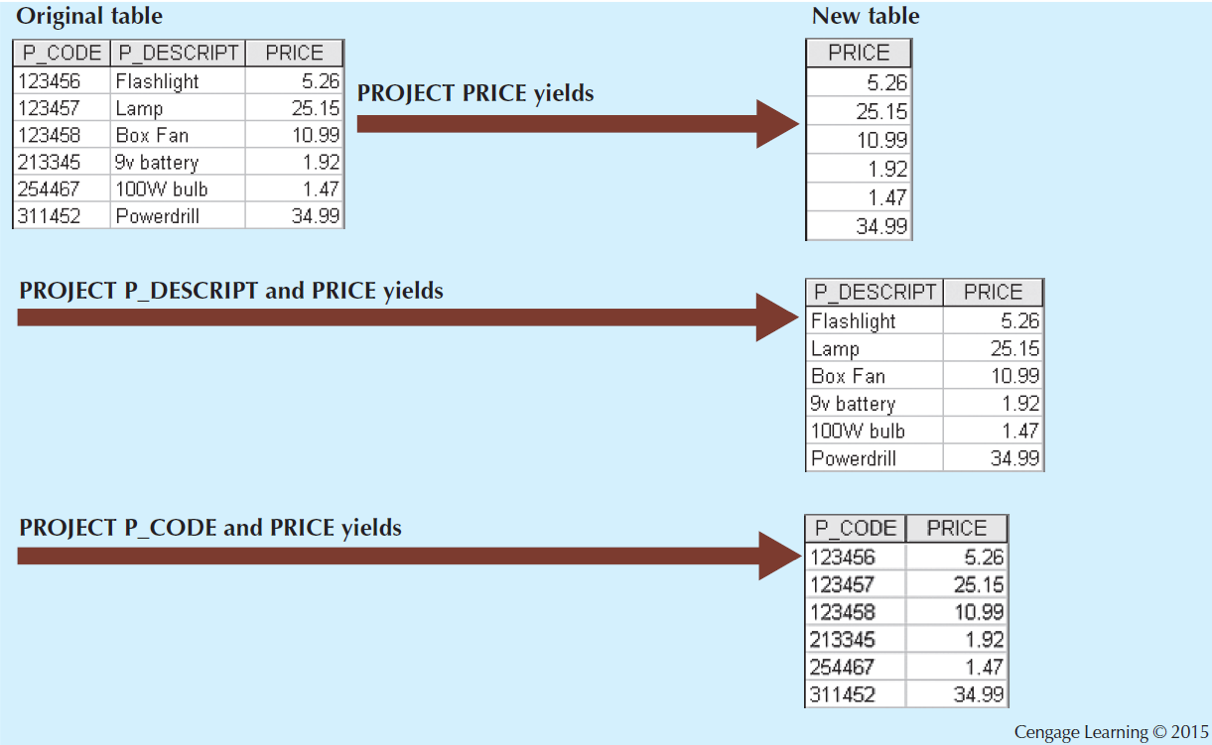 Original table
P_CODE P_DESCRIPT PRICE
123456 Flashlight 5.26
123457 Lamp 25.15
123458 Box Fan 10.99
213345 9v battery 1.92
254467 100W bulb 1.47
311452 Powerdrill 34.99
PROJECT PRICE yields
New table
PRICE
5.26
25.15
10.99
1.92
1.47
34.99
PROJECT P_DESCRIPT and PRICE yields
P_DESCRIPT PRICE
Flashlight 5.26
Lamp 25.15
Box Fan 10.99
9v battery 1.92
100W bulb 1.47
Powerdrill 34.99
PROJECT P_CODE and PRICE yields
P_CODE PRICE
123456 5.26
123457 25.15
123458 10.99
213345 1.92
254467 1.47
311452 34.99
Cengage Learning © 2015